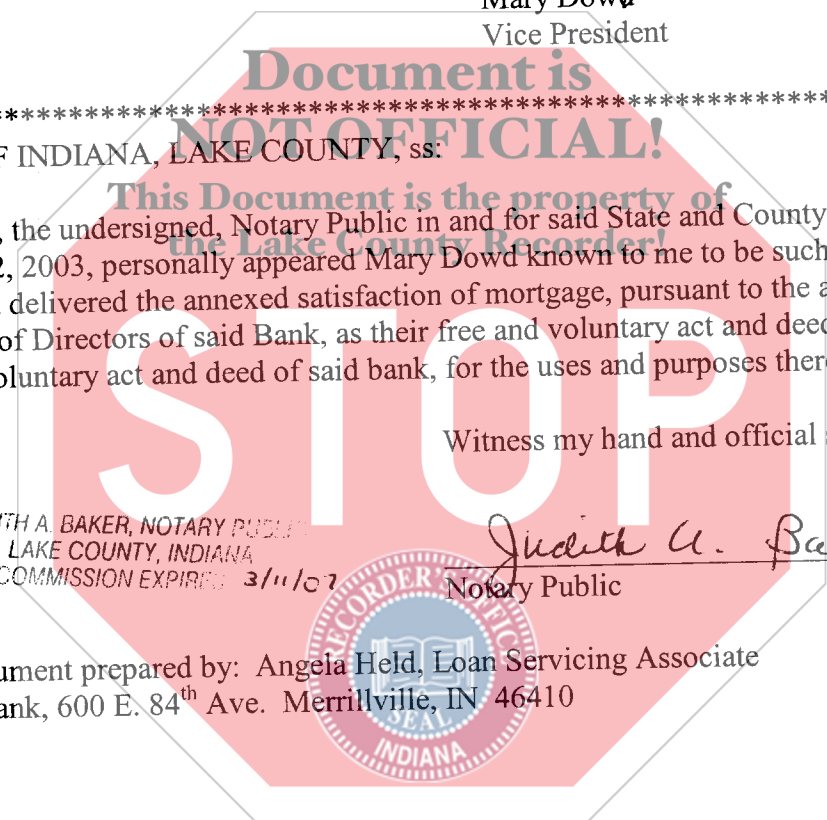 Mary Dowd
Vice President
Document is
**********************************************************************
NOT OFFICIAL!
F INDIANA, LAKE COUNTY, ss:
This Document is the property of
the Lake County Recorder!
, the undersigned, Notary Public in and for said State and County
2, 2003, personally appeared Mary Dowd known to me to be such
delivered the annexed satisfaction of mortgage, pursuant to the a
of Directors of said Bank, as their free and voluntary act and deed
oluntary act and deed of said bank, for the uses and purposes there
STOP
Witness my hand and official
ITH A. BAKER, NOTARY PUBLI
LAKE COUNTY, INDIANA
COMMISSION EXPIRES 3/11/07
Judith A. Ba
Notary Public
RECORDER'S OFFICE
SEAL
INDIANA
ument prepared by: Angela Held, Loan Servicing Associate
ank, 600 E. 84th Ave. Merrillville, IN 46410